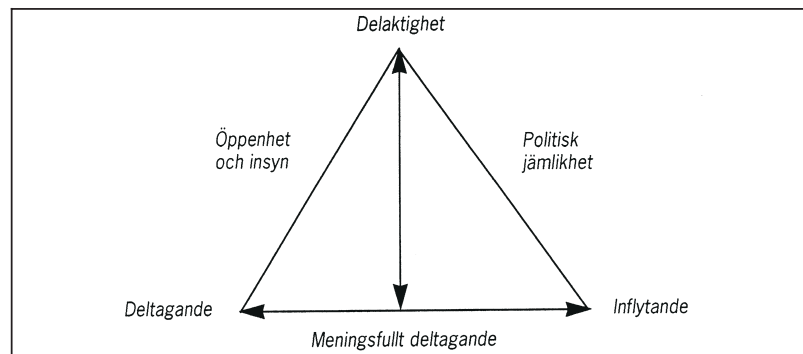 Delaktighet
Öppenhet
och insyn
Politisk
jämlikhet
Deltagande
Inflytande
Meningsfullt deltagande